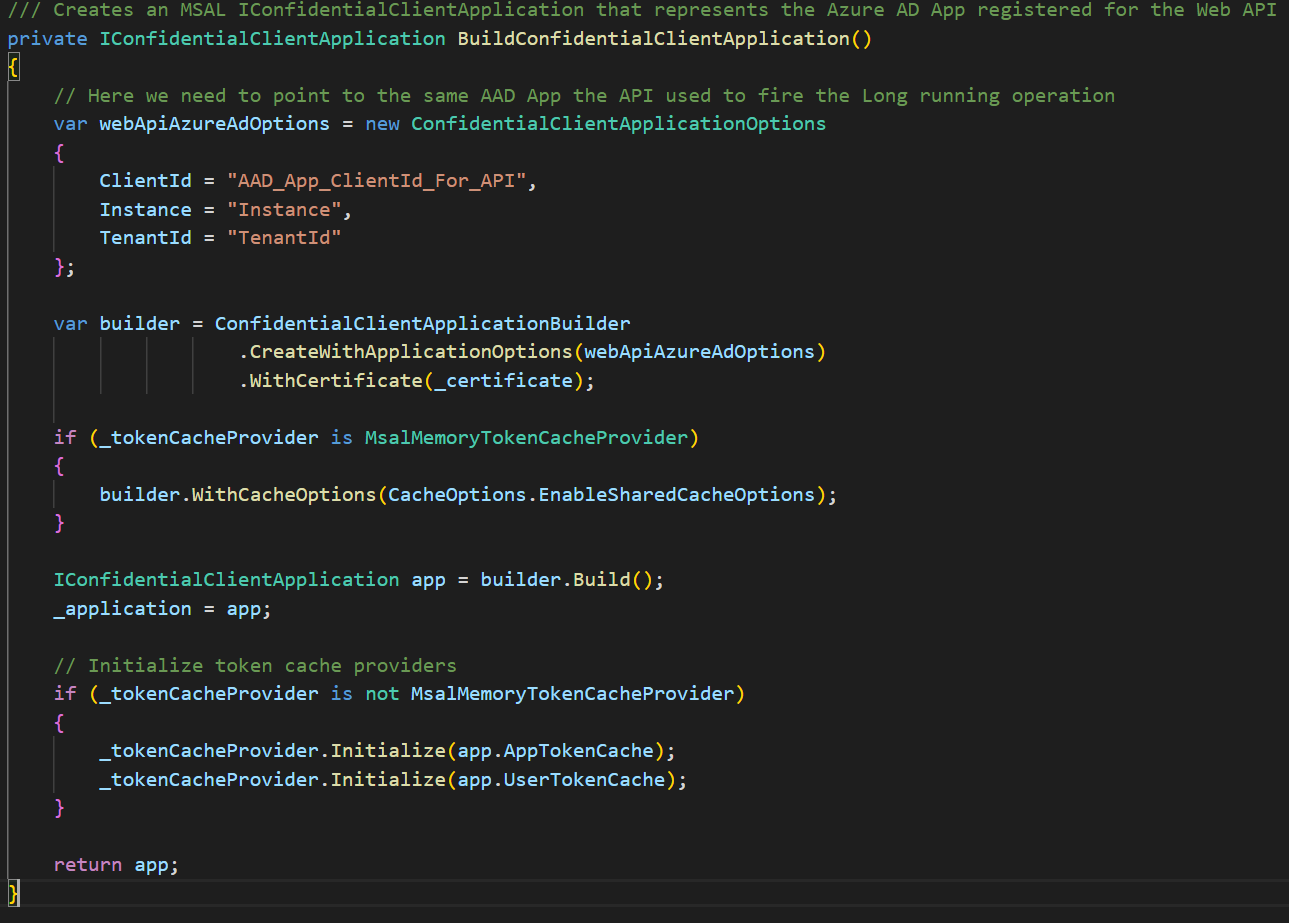 /// Creates an MSAL IConfidentialClientApplication that represents the Azure AD App registered for the Web API
private IConfidentialClientApplication BuildConfidentialClientApplication()
{
    // Here we need to point to the same AAD App the API used to fire the Long running operation
    var webApiAzureAdOptions = new ConfidentialClientApplicationOptions
    {
        ClientId = "AAD_App_ClientId_For_API",
        Instance = "Instance",
        TenantId = "TenantId"
    };

    var builder = ConfidentialClientApplicationBuilder
                    .CreateWithApplicationOptions(webApiAzureAdOptions)
                    .WithCertificate(_certificate);

    if (_tokenCacheProvider is MsalMemoryTokenCacheProvider)
    {
        builder.WithCacheOptions(CacheOptions.EnableSharedCacheOptions);
    }

    IConfidentialClientApplication app = builder.Build();
    _application = app;

    // Initialize token cache providers
    if (_tokenCacheProvider is not MsalMemoryTokenCacheProvider)
    {
        _tokenCacheProvider.Initialize(app.AppTokenCache);
        _tokenCacheProvider.Initialize(app.UserTokenCache);
    }

    return app;
}